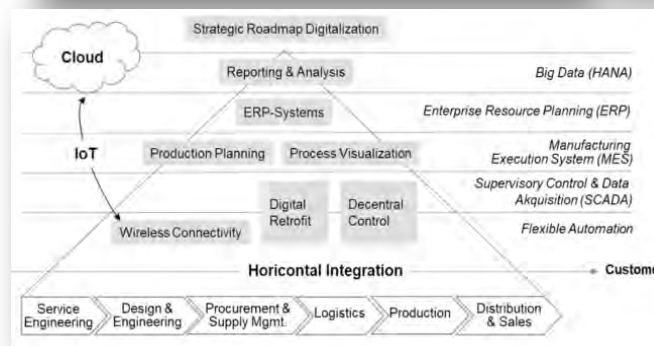 Strategic Roadmap Digitalization
Cloud
Reporting & Analysis
Big Data (HANA)
ERP-Systems
Enterprise Resource Planning (ERP)
IoT
Production Planning
Process Visualization
Manufacturing
Execution System (MES)
Supervisory Control & Data
Akquisition (SCADA)
Digital
Retrofit
Decentral
Control
Wireless Connectivity
Flexible Automation
Horicontal Integration
Custome
Service
Engineering
Design &
Engineering
Procurement &
Supply Mgmt.
Logistics
Production
Distribution
& Sales